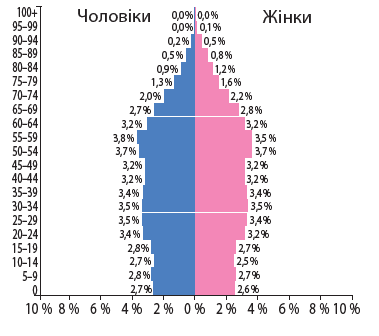 Чоловіки Жінки
100+ 0,0% 0,0%
95–99 0,0% 0,1%
90–94 0,2% 0,5%
85–89 0,5% 0,8%
80–84 0,9% 1,2%
75–79 1,3% 1,6%
70–74 2,0% 2,2%
65–69 2,7% 2,8%
60–64 3,2% 3,2%
55–59 3,8% 3,5%
50–54 3,7% 3,7%
45–49 3,2% 3,2%
40–44 3,2% 3,2%
35–39 3,4% 3,4%
30–34 3,5% 3,5%
25–29 3,5% 3,4%
20–24 3,4% 3,2%
15–19 2,8% 2,7%
10–14 2,7% 2,5%
5–9 2,8% 2,7%
0 2,7% 2,6%
10 % 8 % 6 % 4 % 2 % 0 % 2 % 4 % 6 % 8 % 10 %